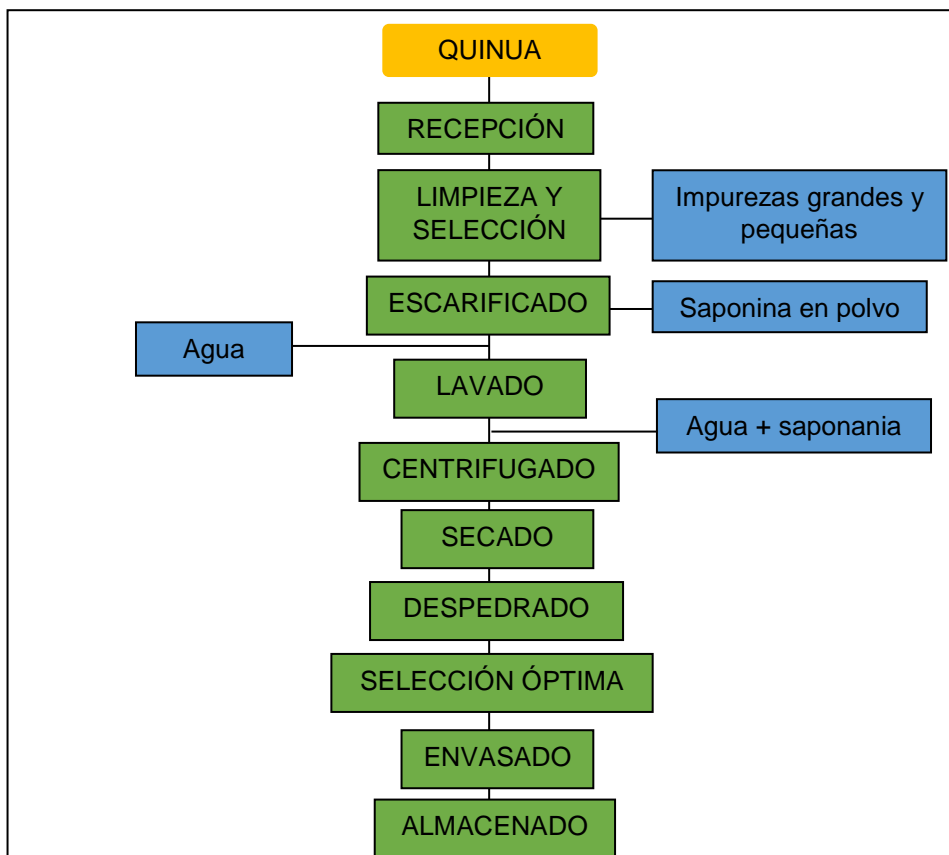 QUINUA
RECEPCIÓN
LIMPIEZA Y
SELECCIÓN
Impurezas grandes y
pequeñas
ESCARIFICADO
Saponina en polvo
Agua
LAVADO
Agua + saponania
CENTRIFUGADO
SECADO
DESPEDRADO
SELECCIÓN ÓPTIMA
ENVASADO
ALMACENADO